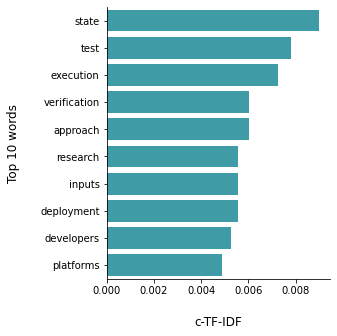 Top 10 words
state
test
execution
verification
approach
research
inputs
deployment
developers
platforms
0.000 0.002 0.004 0.006 0.008
c-TF-IDF